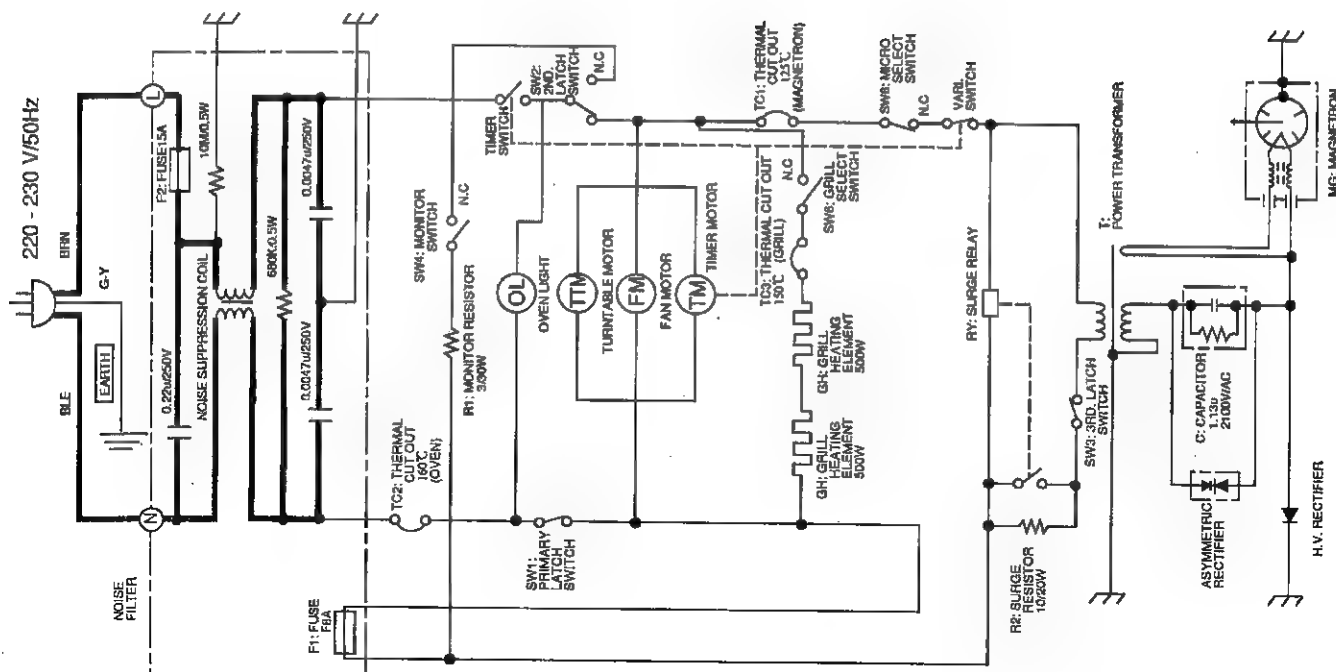 220 - 230 V/50Hz
BRN
G-Y
BLE
EARTH
L
N
F2: FUSE15A
10M/0.5W
0.22u/250V
NOISE SUPPRESSION COIL
680K/0.5W
0.0047u/250V
0.0047u/250V
NOISE
FILTER
TIMER
SWITCH
SW2:
2ND.
LATCH
SWITCH
N.C
SW4: MONITOR
SWITCH
N.C
R1: MONITOR RESISTOR
3/30W
TC2: THERMAL
CUT OUT
160°C
(OVEN)
OL
OVEN LIGHT
TTM
TURNTABLE MOTOR
FM
FAN MOTOR
TM
TIMER MOTOR
SW1:
PRIMARY
LATCH
SWITCH
F1: FUSE
F8A
TC1: THERMAL
CUT OUT
125°C
(MAGNETRON)
N.C
SW6: GRILL
SELECT
SWITCH
TC3: THERMAL CUT OUT
150°C (GRILL)
GH: GRILL
HEATING
ELEMENT
500W
GH: GRILL
HEATING
ELEMENT
500W
SW6: MICRO
SELECT
SWITCH
N.C
VARI.
SWITCH
RY: SURGE RELAY
R2: SURGE
RESISTOR
10/20W
SW3: 3RD. LATCH
SWITCH
T:
POWER TRANSFORMER
C: CAPACITOR
1.13u
2100V/AC
ASYMMETRIC
RECTIFIER
H.V. RECTIFIER
MG: MAGNETRON